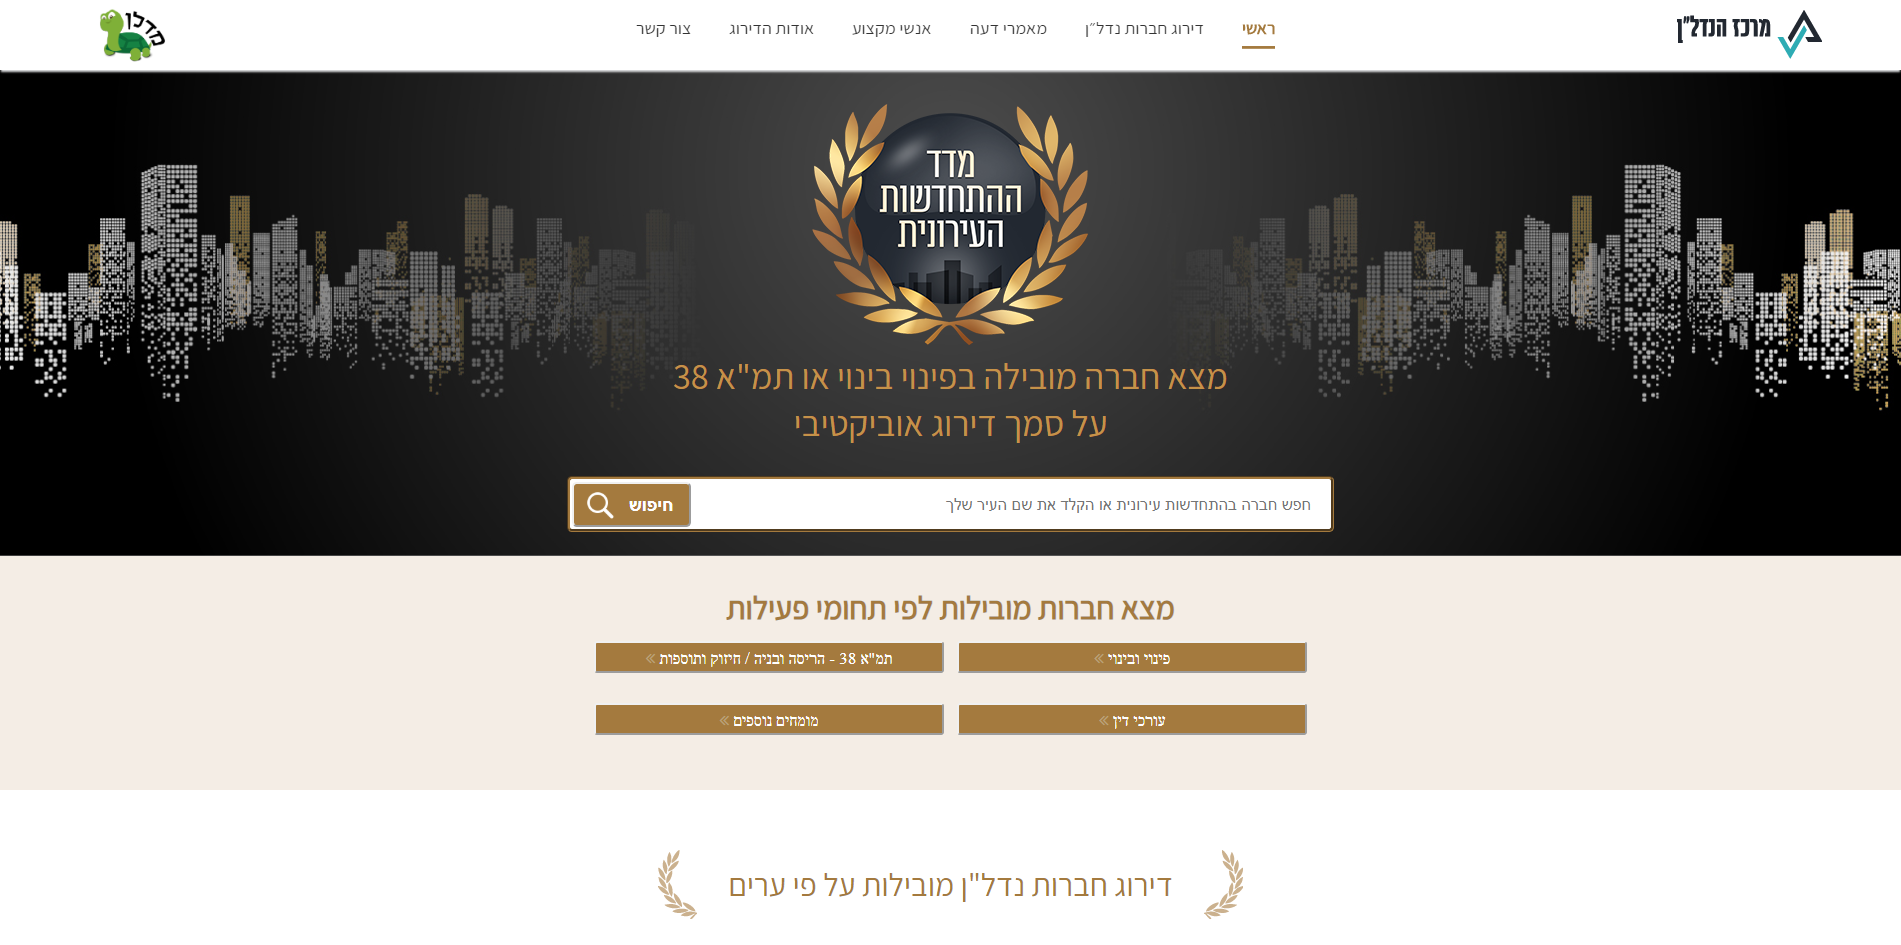 מרכז הנדל"ן
ראשי
דירוג חברות נדל״ן
מאמרי דעה
אנשי מקצוע
אודות הדירוג
צור קשר
מדלן
מדד
ההתחדשות
העירונית
מצא חברה מובילה בפינוי בינוי או תמ"א 38
על סמך דירוג אוביקטיבי
חפש חברה בהתחדשות עירונית או הקלד את שם העיר שלך
חיפוש
מצא חברות מובילות לפי תחומי פעילות
פינוי ובינוי »
תמ"א 38 - הריסה ובניה / חיזוק ותוספות »
עורכי דין »
מומחים נוספים »
דירוג חברות נדל"ן מובילות על פי ערים